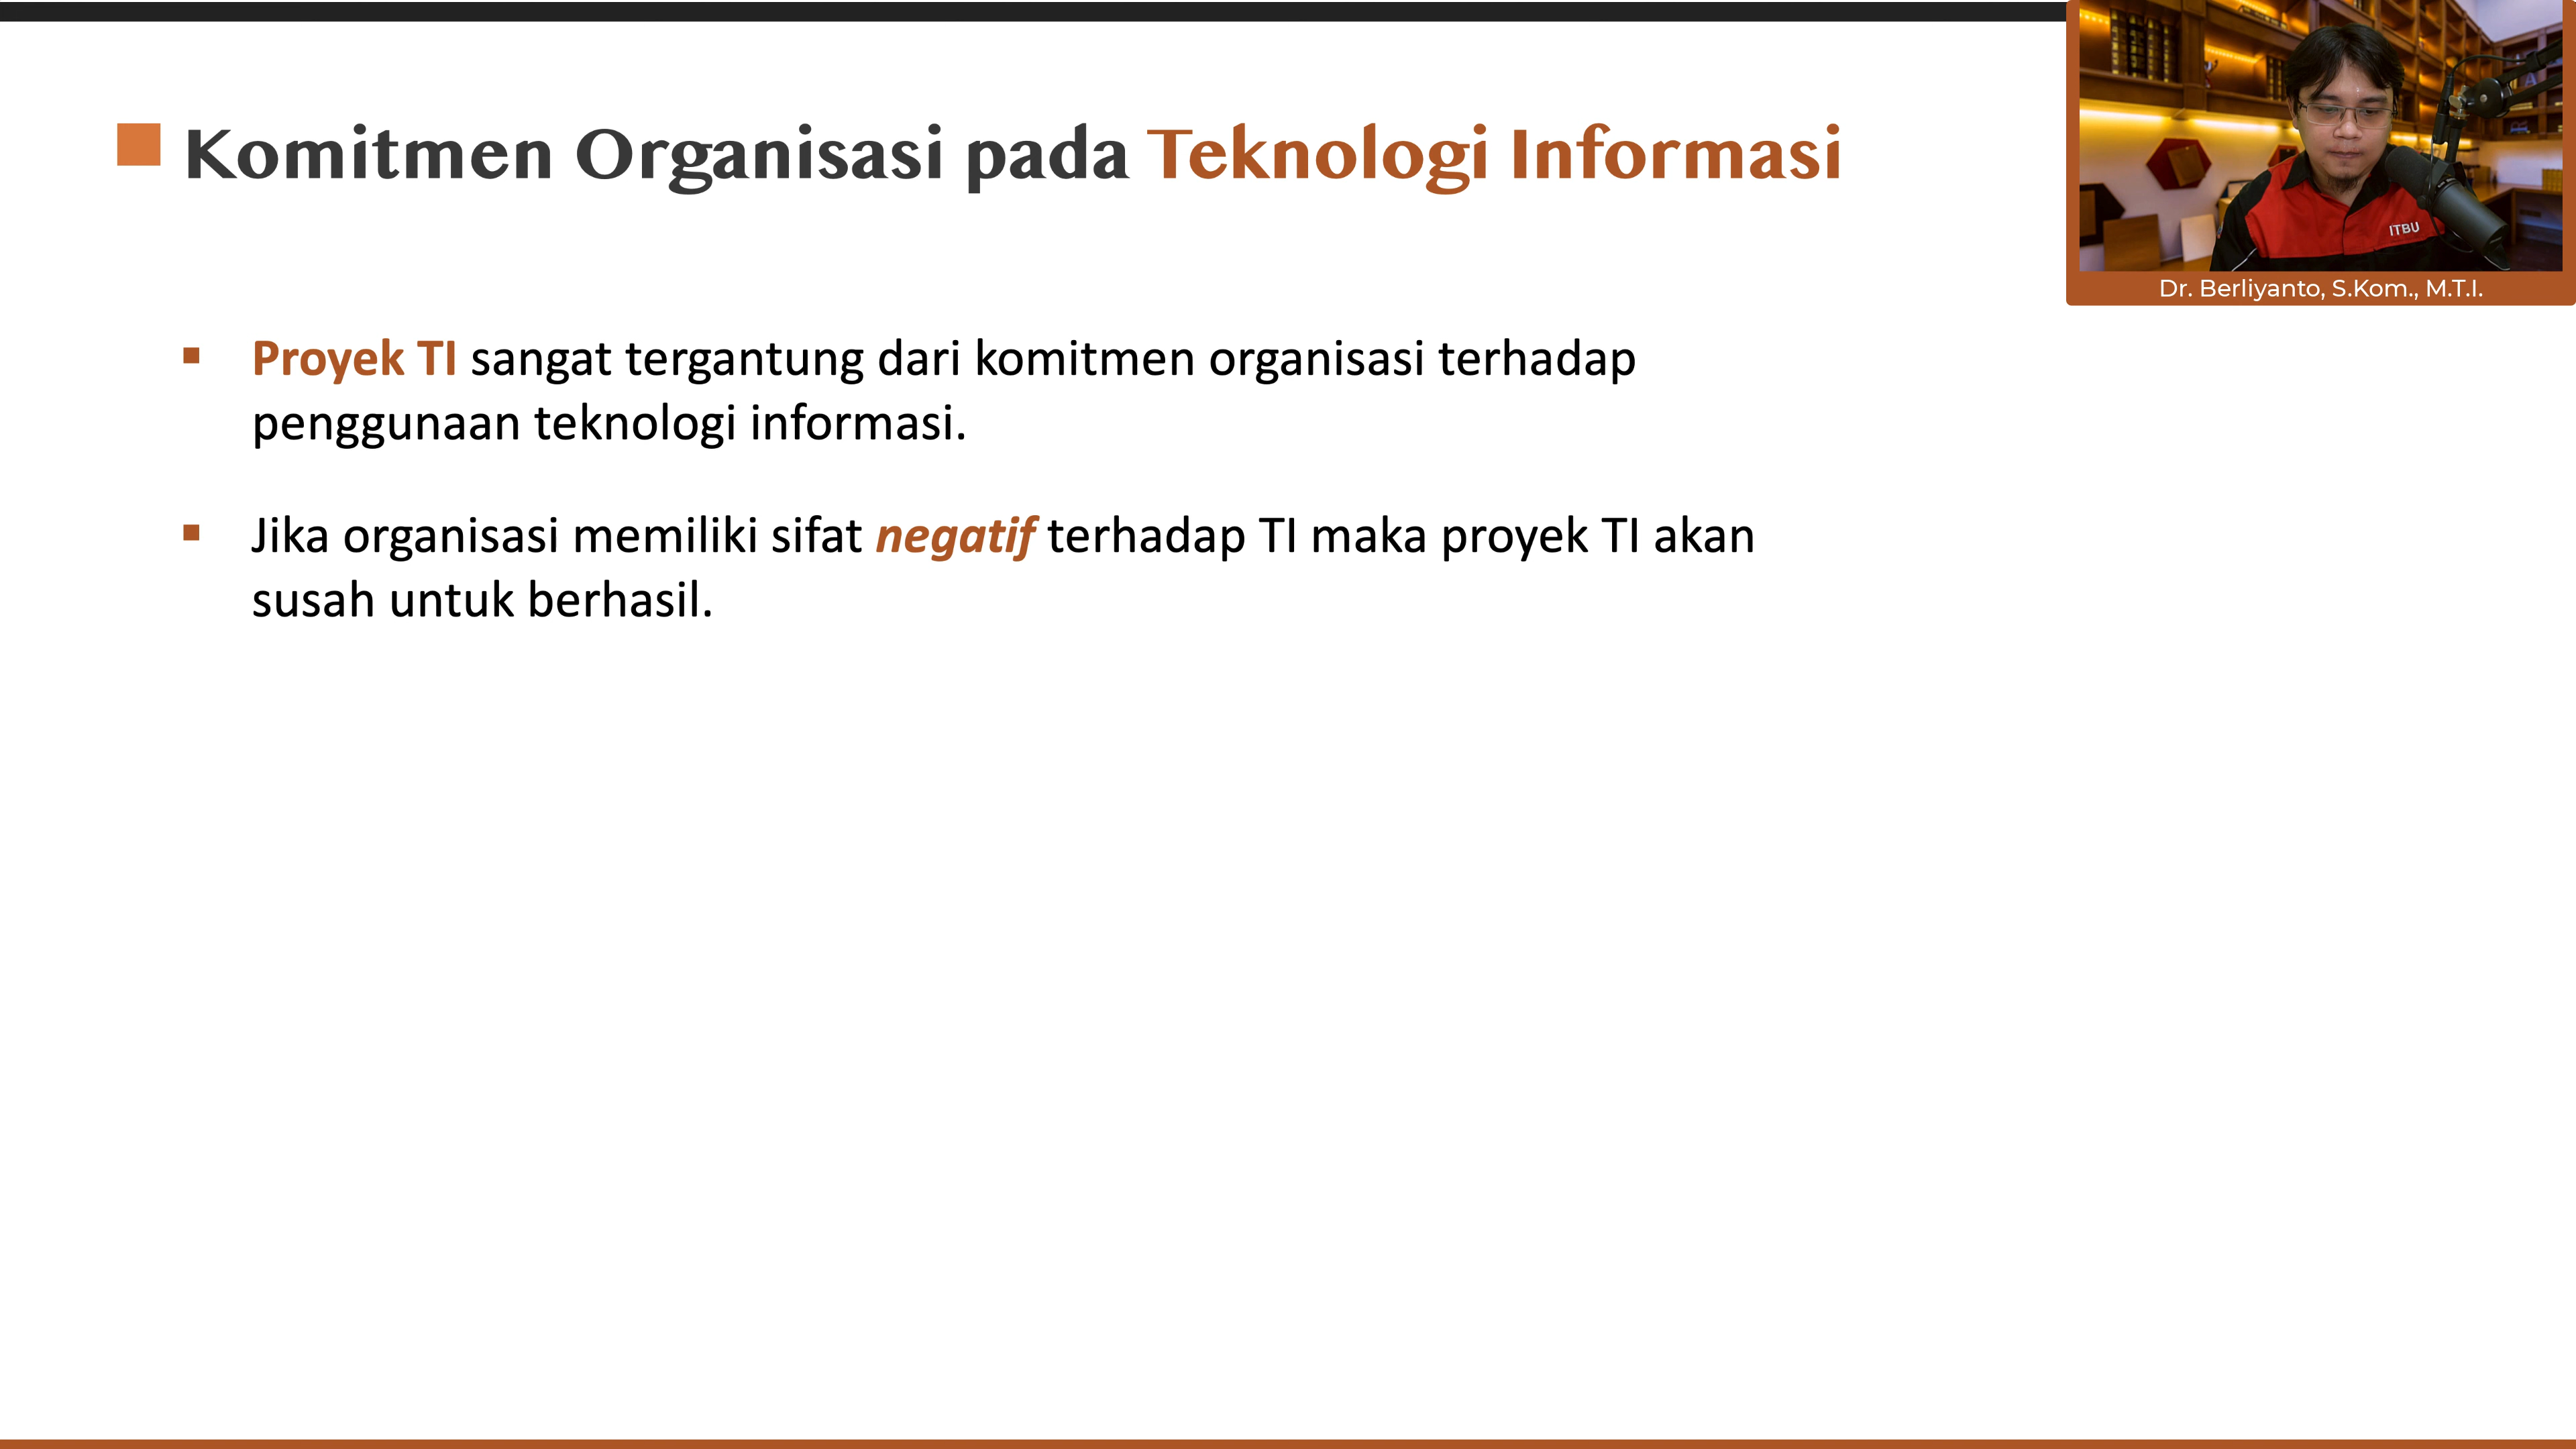 Komitmen Organisasi pada Teknologi Informasi
ITBU
Dr. Berliyanto, S.Kom., M.T.I.
Proyek TI sangat tergantung dari komitmen organisasi terhadap
penggunaan teknologi informasi.
Jika organisasi memiliki sifat negatif terhadap TI maka proyek TI akan
susah untuk berhasil.